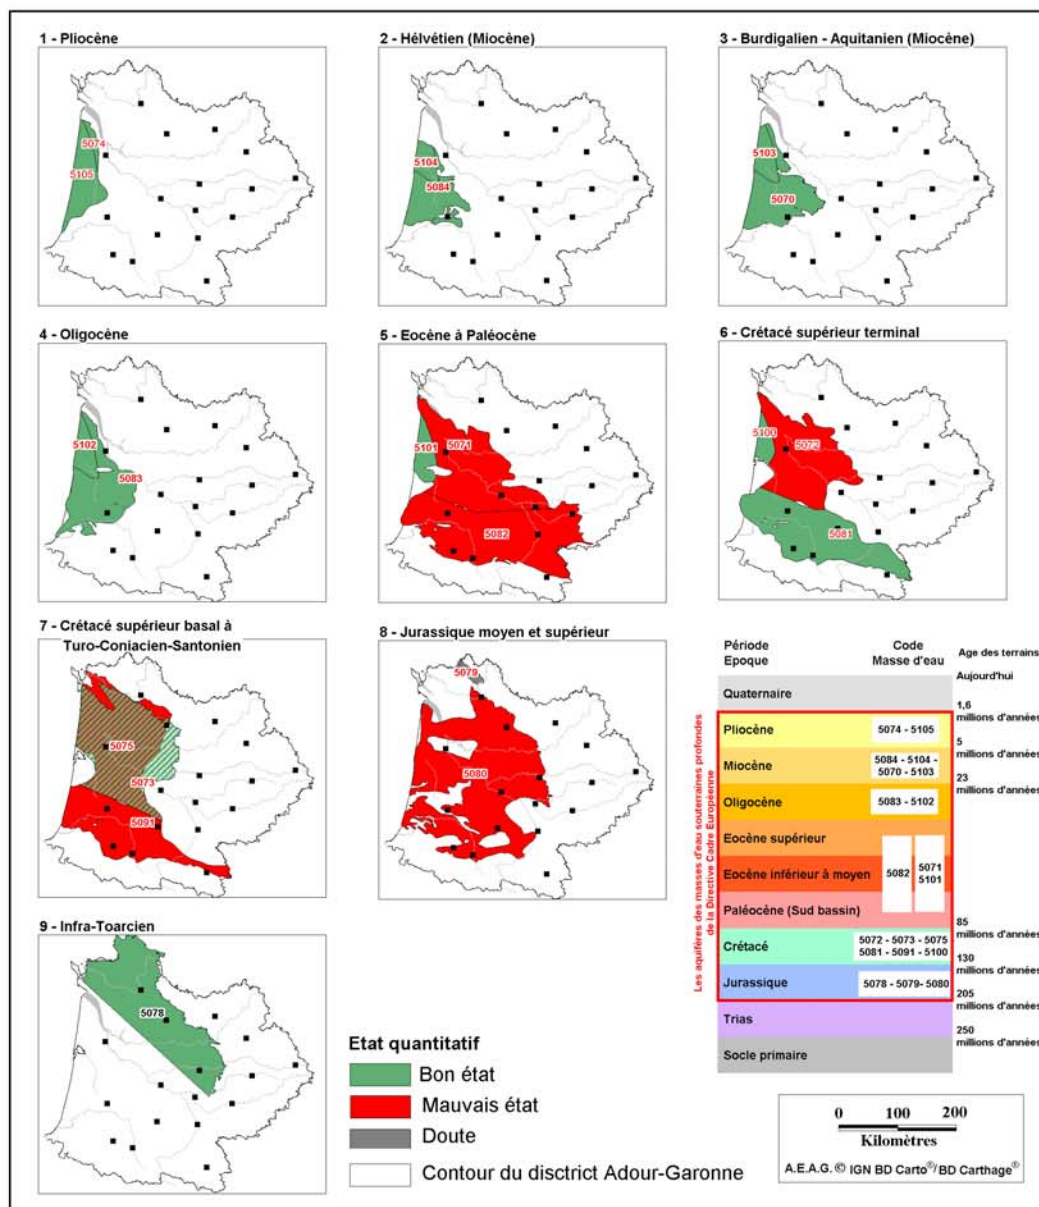 1 - Pliocène
5074
5105
2 - Hélvétien (Miocène)
5104
5084
3 - Burdigalien - Aquitanien (Miocène)
5103
5070
4 - Oligocène
5102
5083
5 - Eocène à Paléocène
5101
5071
5082
6 - Crétacé supérieur terminal
5100
5072
5081
7 - Crétacé supérieur basal à
Turo-Coniacien-Santonien
5075
5073
5091
8 - Jurassique moyen et supérieur
5079
5080
9 - Infra-Toarcien
5078
Etat quantitatif
Bon état
Mauvais état
Doute
Contour du disctrict Adour-Garonne
Période
Epoque
Code
Masse d'eau
Age des terrains
Aujourd'hui
Quaternaire
1,6
millions d'années
Pliocène
5074 - 5105
5
millions d'années
Miocène
5084 - 5104 -
5070 - 5103
23
millions d'années
Oligocène
5083 - 5102
Eocène supérieur
Eocène inférieur à moyen
5082
5071
5101
Paléocène (Sud bassin)
85
millions d'années
Crétacé
5072 - 5073 - 5075
5081 - 5091 - 5100
130
millions d'années
Jurassique
5078 - 5079- 5080
205
millions d'années
Trias
250
millions d'années
Socle primaire
Les aquifères des masses d'eau souterraines profondes
de la Directive Cadre Européenne
0 100 200
Kilomètres
A.E.A.G. © IGN BD Carto®/BD Carthage®